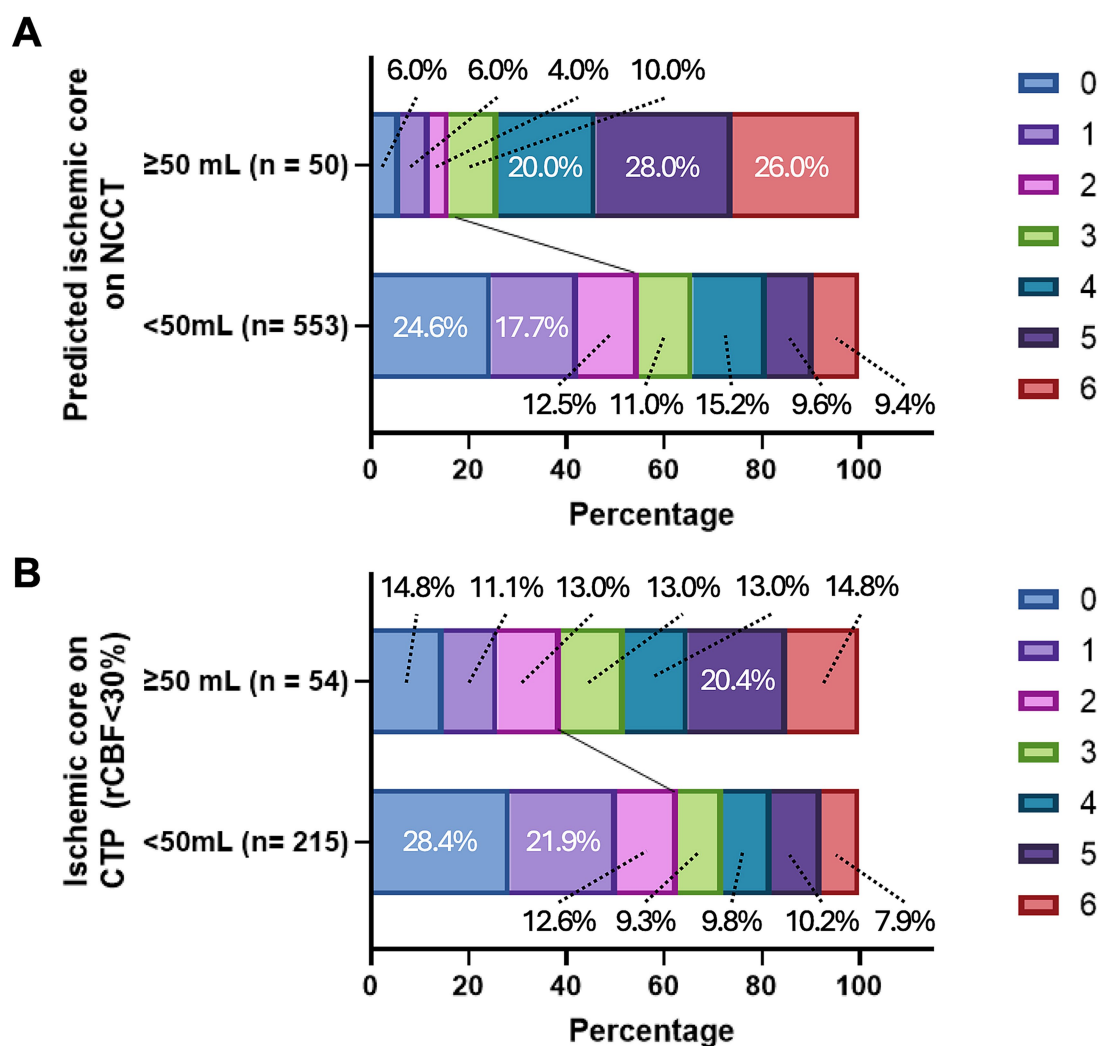 A
Predicted ischemic core
on NCCT
6.0% 6.0% 4.0% 10.0%
≥50 mL (n = 50)
20.0% 28.0% 26.0%
<50mL (n= 553)
24.6% 17.7%
12.5% 11.0% 15.2% 9.6% 9.4%
0 20 40 60 80 100
Percentage
0
1
2
3
4
5
6
B
Ischemic core on
CTP (rCBF<30%)
14.8% 11.1% 13.0% 13.0% 13.0% 14.8%
≥50 mL (n = 54)
20.4%
<50mL (n= 215)
28.4% 21.9%
12.6% 9.3% 9.8% 10.2% 7.9%
0 20 40 60 80 100
Percentage
0
1
2
3
4
5
6